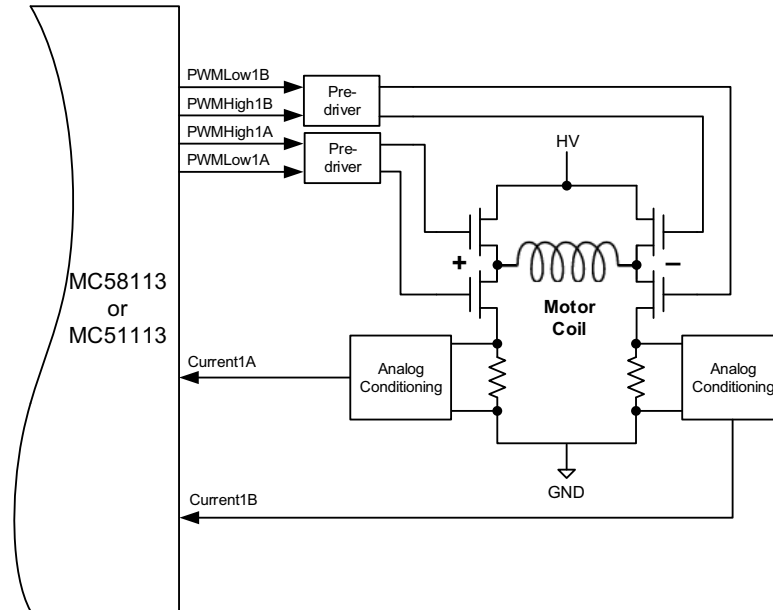 PWMLow1B
PWMHigh1B
PWMHigh1A
PWMLow1A
Pre-
driver
Pre-
driver
HV
+
–
Motor
Coil
MC58113
or
MC51113
Current1A
Analog
Conditioning
Analog
Conditioning
GND
Current1B